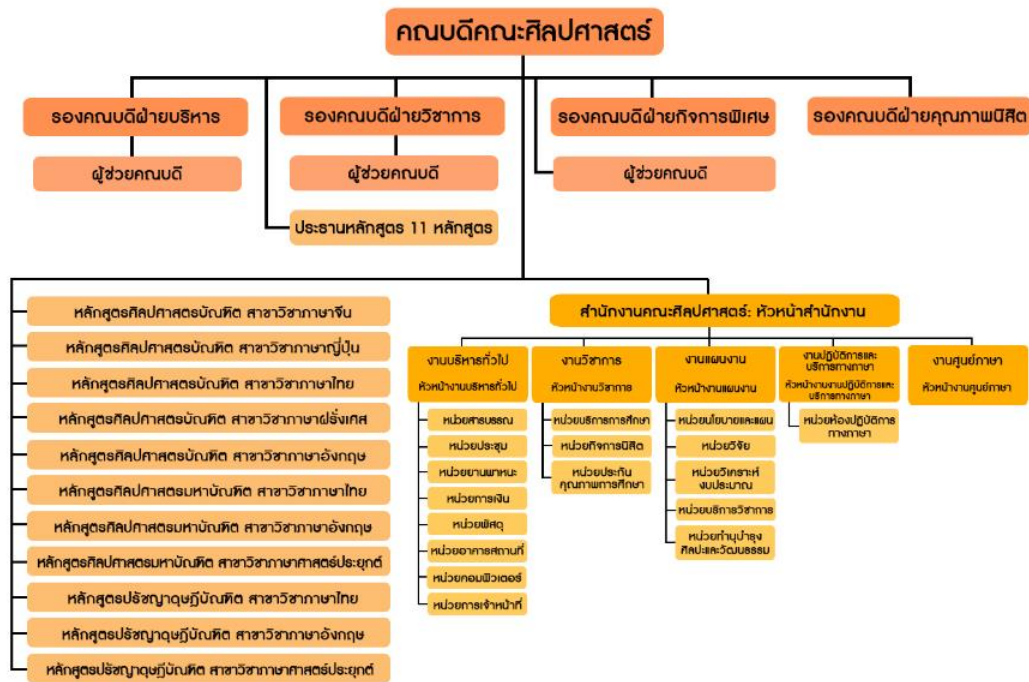 คณบดีคณะศิลปศาสตร์
รองคณบดีฝ่ายบริหาร
รองคณบดีฝ่ายวิชาการ
รองคณบดีฝ่ายกิจการพิเศษ
รองคณบดีฝ่ายคุณภาพนิสิต
ผู้ช่วยคณบดี
ผู้ช่วยคณบดี
ผู้ช่วยคณบดี
ประธานหลักสูตร 11 หลักสูตร
หลักสูตรศิลปศาสตรบัณฑิต สาขาวิชาภาษาจีน
หลักสูตรศิลปศาสตรบัณฑิต สาขาวิชาภาษาญี่ปุ่น
หลักสูตรศิลปศาสตรบัณฑิต สาขาวิชาภาษาไทย
หลักสูตรศิลปศาสตรบัณฑิต สาขาวิชาภาษาฝรั่งเศส
หลักสูตรศิลปศาสตรบัณฑิต สาขาวิชาภาษาอังกฤษ
หลักสูตรศิลปศาสตรมหาบัณฑิต สาขาวิชาภาษาไทย
หลักสูตรศิลปศาสตรมหาบัณฑิต สาขาวิชาภาษาอังกฤษ
หลักสูตรศิลปศาสตรมหาบัณฑิต สาขาวิชาภาษาศาสตร์ประยุกต์
หลักสูตรปรัชญาดุษฎีบัณฑิต สาขาวิชาภาษาไทย
หลักสูตรปรัชญาดุษฎีบัณฑิต สาขาวิชาภาษาอังกฤษ
หลักสูตรปรัชญาดุษฎีบัณฑิต สาขาวิชาภาษาศาสตร์ประยุกต์
สำนักงานคณะศิลปศาสตร์: หัวหน้าสำนักงาน
งานบริหารทั่วไป
หัวหน้างานบริหารทั่วไป
หน่วยสารบรรณ
หน่วยประชุม
หน่วยยานพาหนะ
หน่วยการเงิน
หน่วยพัสดุ
หน่วยอาคารสถานที่
หน่วยคอมพิวเตอร์
หน่วยการเจ้าหน้าที่
งานวิชาการ
หัวหน้างานวิชาการ
หน่วยบริการการศึกษา
หน่วยกิจการนิสิต
หน่วยประกัน
คุณภาพการศึกษา
งานแผนงาน
หัวหน้างานแผนงาน
หน่วยนโยบายและแผน
หน่วยวิจัย
หน่วยวิเคราะห์
งบประมาณ
หน่วยบริการวิชาการ
หน่วยทำนุบำรุง
ศิลปะและวัฒนธรรม
งานปฏิบัติการและ
บริการทางภาษา
หัวหน้างานงานปฏิบัติการและ
บริการทางภาษา
หน่วยห้องปฏิบัติการ
ทางภาษา
งานศูนย์ภาษา
หัวหน้างานศูนย์ภาษา